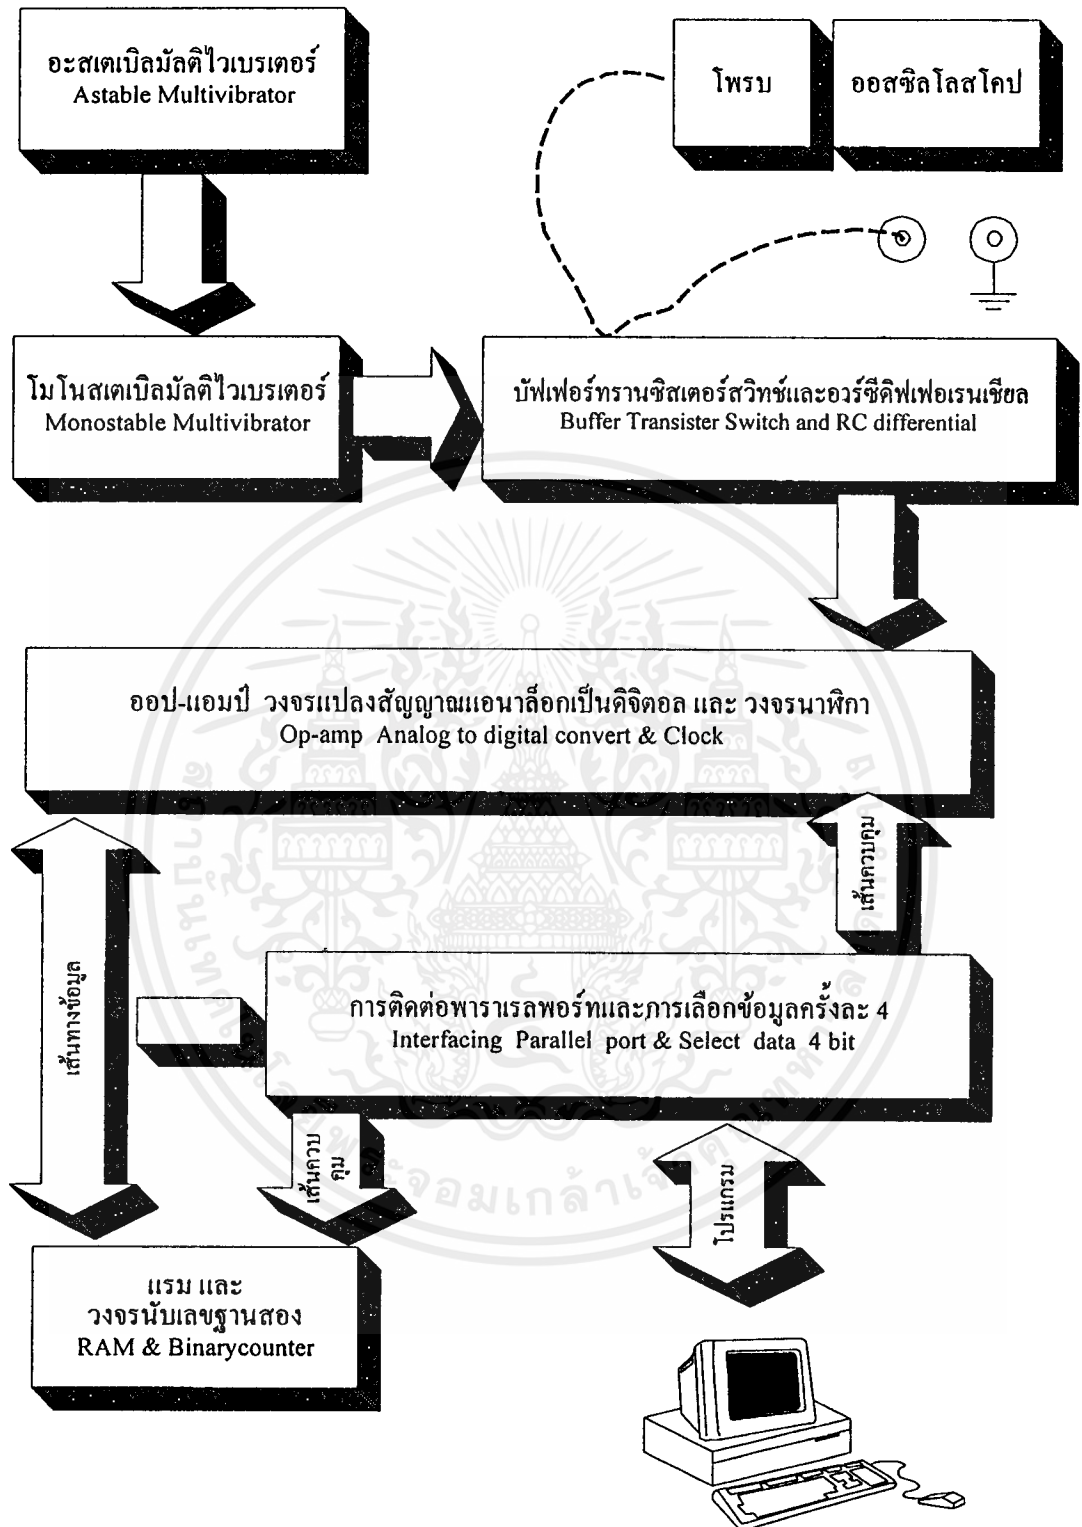 อะสเตเบิลมัลติไวเบรเตอร์
Astable Multivibrator
โพรบ
ออสซิลโลสโคป
โมโนสเตเบิลมัลติไวเบรเตอร์
Monostable Multivibrator
บัฟเฟอร์ทรานซิสเตอร์สวิทช์และอาร์ซีดิฟเฟอเรนเชียล
Buffer Transister Switch and RC differential
ออป-แอมป์ วงจรแปลงสัญญาณแอนาล็อกเป็นดิจิตอล และ วงจรนาฬิกา
Op-amp Analog to digital convert & Clock
เส้นควบคุม
เส้นทางข้อมูล
การติดต่อพาราเรลพอร์ทและการเลือกข้อมูลครั้งละ 4
Interfacing Parallel port & Select data 4 bit
เส้นควบ
คุม
โปรแกรม
แรม และ
วงจรนับเลขฐานสอง
RAM & Binarycounter